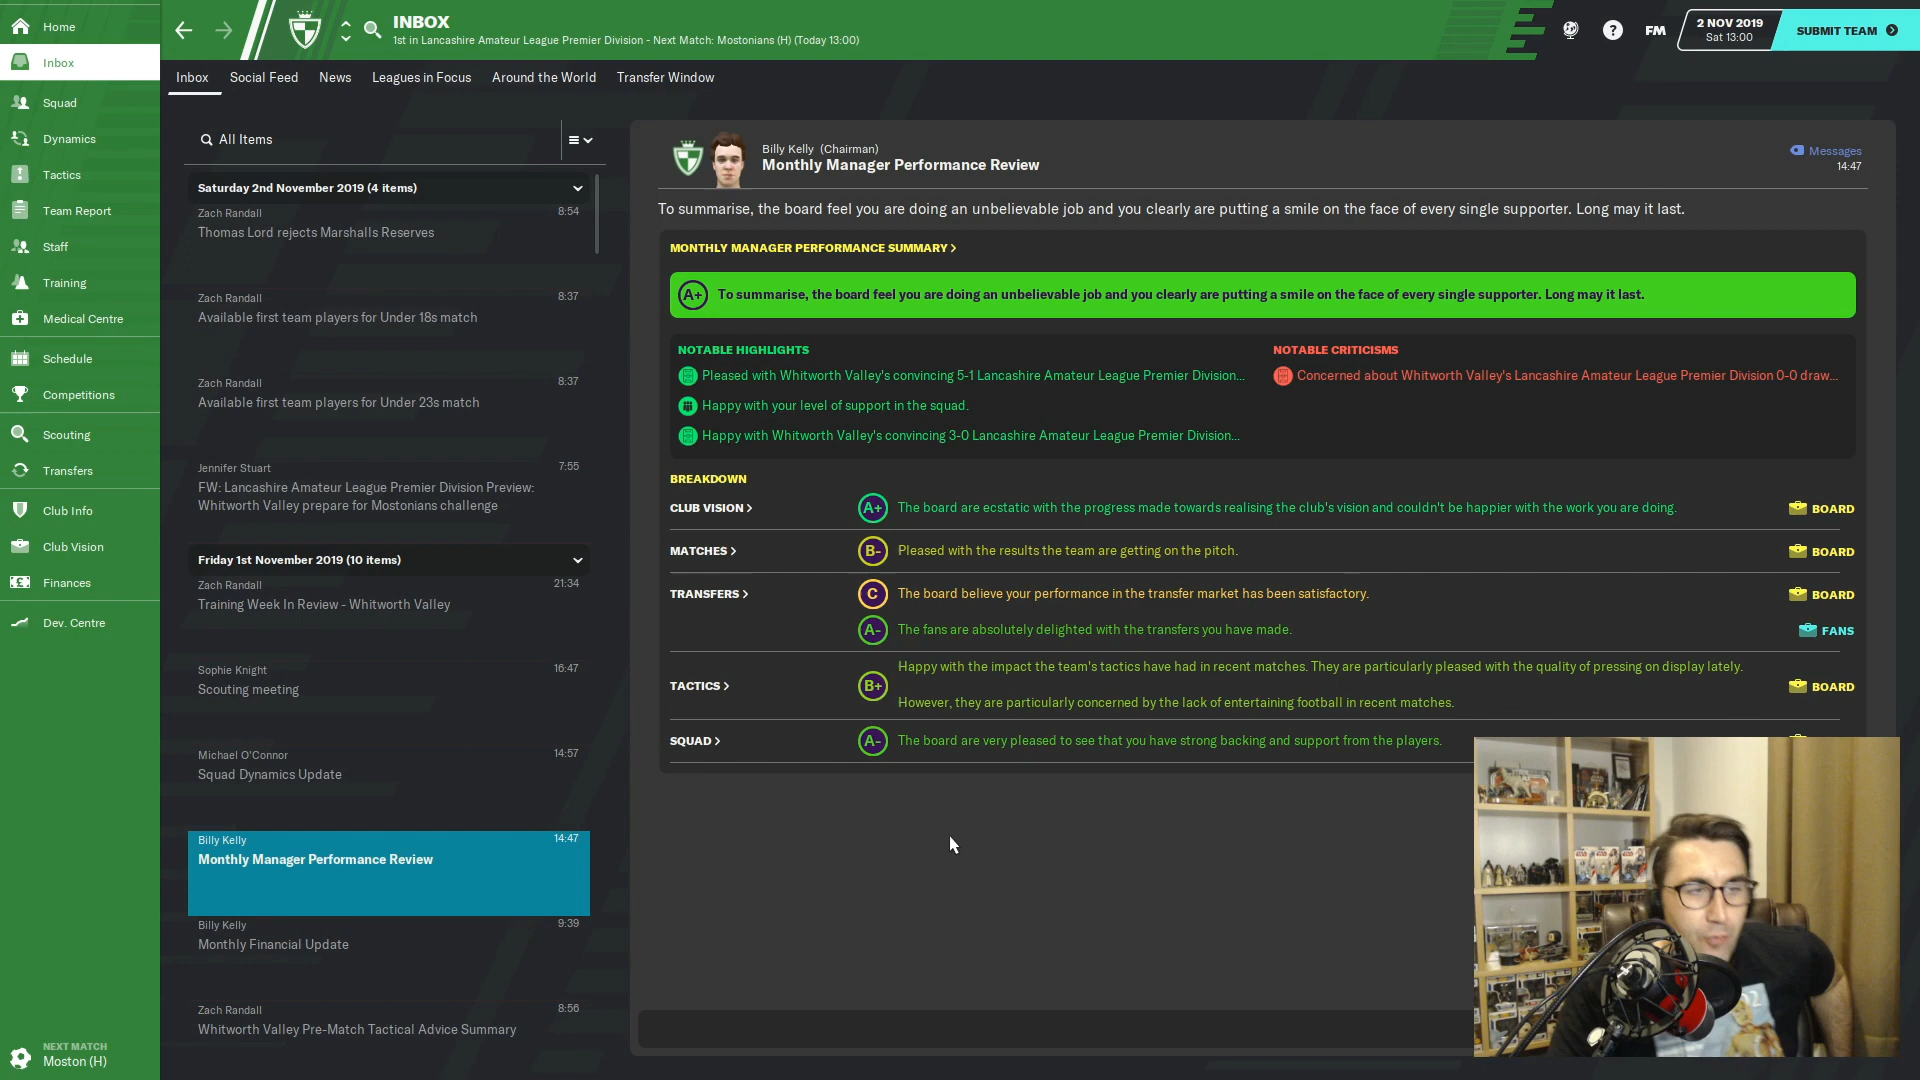 Home
Inbox
Squad
Dynamics
Tactics
Team Report
Staff
Training
Medical Centre
Schedule
Competitions
Scouting
Transfers
Club Info
Club Vision
Finances
Dev. Centre
NEXT MATCH
Moston (H)
INBOX
1st in Lancashire Amateur League Premier Division - Next Match: Mostonians (H) (Today 13:00)
FM
2 NOV 2019
Sat 13:00
SUBMIT TEAM
Inbox Social Feed News Leagues in Focus Around the World Transfer Window
All Items
Saturday 2nd November 2019 (4 items)
Zach Randall 8:54
Thomas Lord rejects Marshalls Reserves
Zach Randall 8:37
Available first team players for Under 18s match
Zach Randall 8:37
Available first team players for Under 23s match
Jennifer Stuart 7:55
FW: Lancashire Amateur League Premier Division Preview:
Whitworth Valley prepare for Mostonians challenge
Friday 1st November 2019 (10 items)
Zach Randall 21:34
Training Week In Review - Whitworth Valley
Sophie Knight 16:47
Scouting meeting
Michael O'Connor 14:57
Squad Dynamics Update
Billy Kelly 14:47
Monthly Manager Performance Review
Billy Kelly 9:39
Monthly Financial Update
Zach Randall 8:56
Whitworth Valley Pre-Match Tactical Advice Summary
Billy Kelly (Chairman)
Monthly Manager Performance Review
Messages
14:47
To summarise, the board feel you are doing an unbelievable job and you clearly are putting a smile on the face of every single supporter. Long may it last.
MONTHLY MANAGER PERFORMANCE SUMMARY >
A+ To summarise, the board feel you are doing an unbelievable job and you clearly are putting a smile on the face of every single supporter. Long may it last.
NOTABLE HIGHLIGHTS
Pleased with Whitworth Valley's convincing 5-1 Lancashire Amateur League Premier Division...
Happy with your level of support in the squad.
Happy with Whitworth Valley's convincing 3-0 Lancashire Amateur League Premier Division...
NOTABLE CRITICISMS
Concerned about Whitworth Valley's Lancashire Amateur League Premier Division 0-0 draw...
BREAKDOWN
CLUB VISION > A+ The board are ecstatic with the progress made towards realising the club's vision and couldn't be happier with the work you are doing. BOARD
MATCHES > B- Pleased with the results the team are getting on the pitch. BOARD
TRANSFERS > C The board believe your performance in the transfer market has been satisfactory. BOARD
A- The fans are absolutely delighted with the transfers you have made. FANS
TACTICS > B+ Happy with the impact the team's tactics have had in recent matches. They are particularly pleased with the quality of pressing on display lately. BOARD
However, they are particularly concerned by the lack of entertaining football in recent matches.
SQUAD > A- The board are very pleased to see that you have strong backing and support from the players.